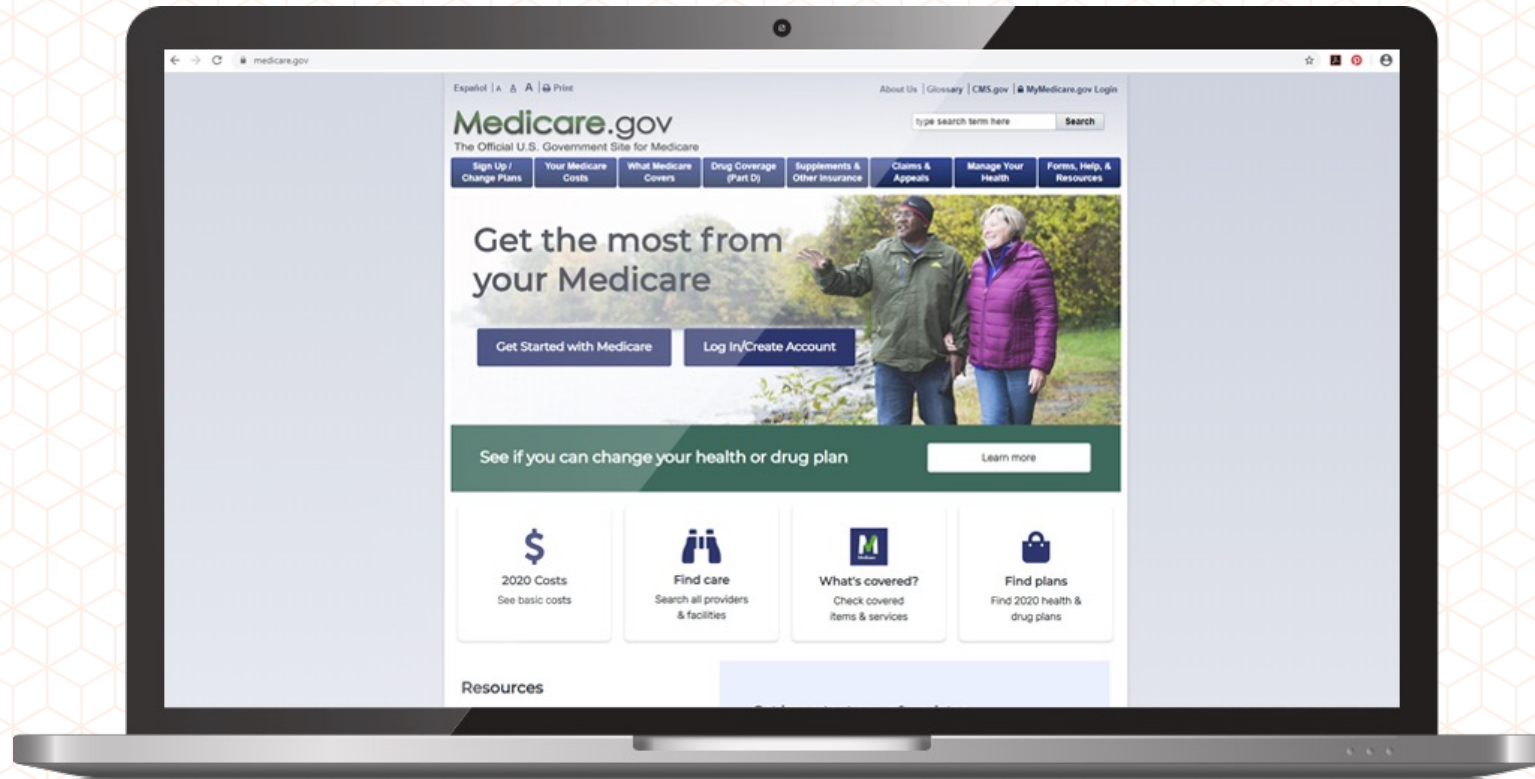 medicare.gov
Español | A A A | Print
About Us | Glossary | CMS.gov | MyMedicare.gov Login
Medicare.gov
type search term here
Search
The Official U.S. Government Site for Medicare
Sign Up /
Change Plans
Your Medicare
Costs
What Medicare
Covers
Drug Coverage
(Part D)
Supplements &
Other Insurance
Claims &
Appeals
Manage Your
Health
Forms, Help, &
Resources
Get the most from
your Medicare
Get Started with Medicare
Log In/Create Account
See if you can change your health or drug plan
Learn more
2020 Costs
See basic costs
Find care
Search all providers
& facilities
Medicare
What's covered?
Check covered
items & services
Find plans
Find 2020 health &
drug plans
Resources